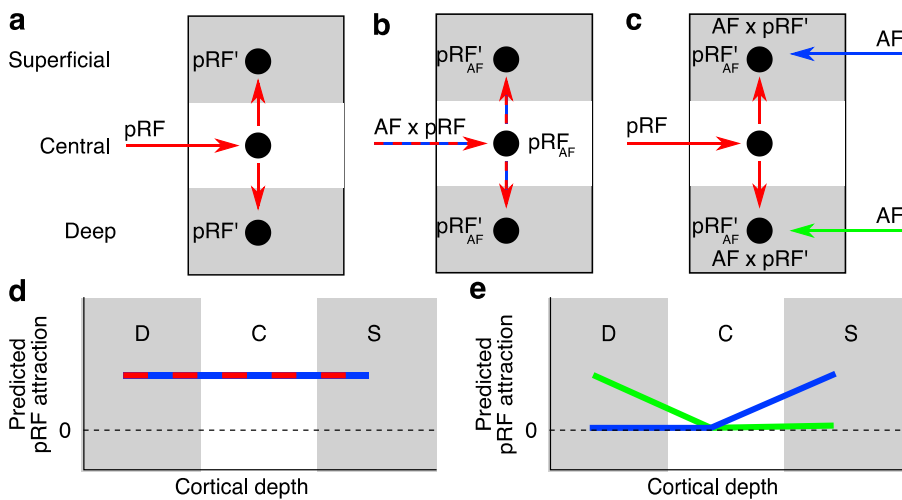 a
Superficial
Central
Deep
pRF
pRF'
pRF'
b
AF x pRF
pRF'AF
pRFAF
pRF'AF
c
AF x pRF'
pRF'AF
AF
pRF
pRF'AF
AF
AF x pRF'
d
Predicted
pRF attraction
0
D C S
Cortical depth
e
Predicted
pRF attraction
0
D C S
Cortical depth